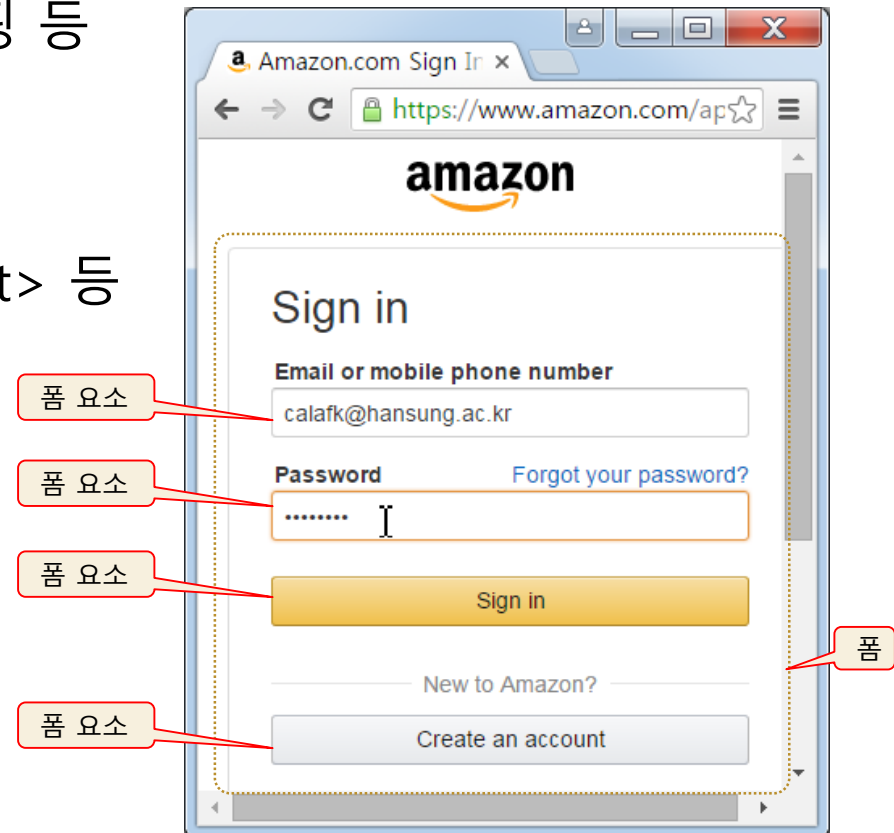 등
Amazon.com Sign In
https://www.amazon.com/ap
amazon
t> 등
Sign in
Email or mobile phone number
폼 요소
calafk@hansung.ac.kr
Password Forgot your password?
폼 요소
········
폼 요소
Sign in
폼
New to Amazon?
폼 요소
Create an account